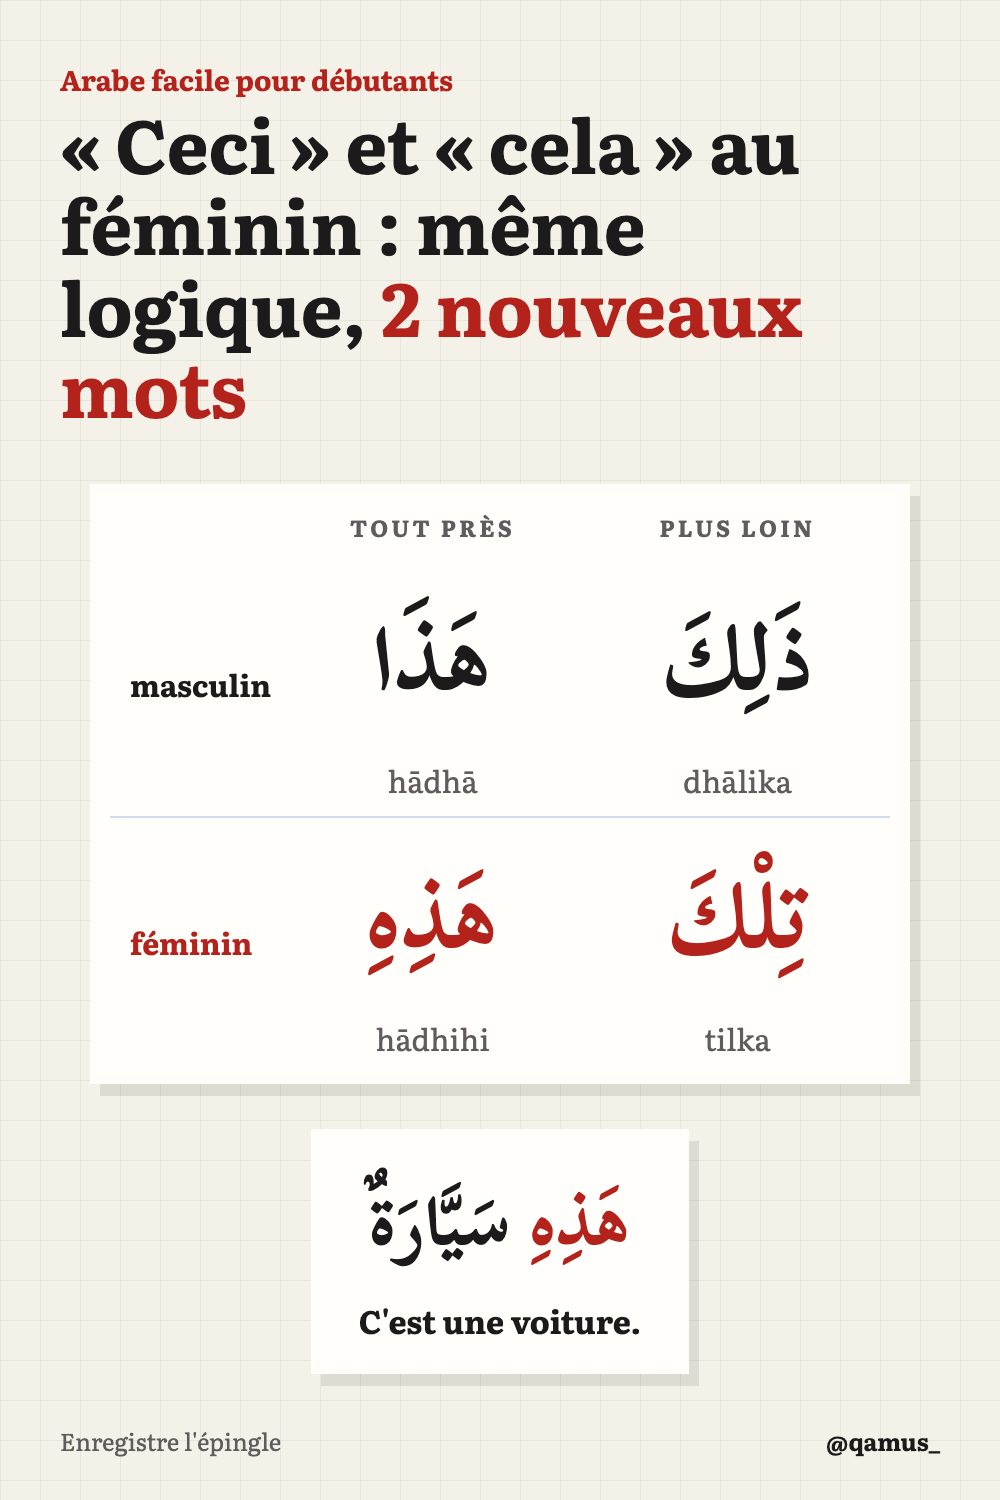 Arabe facile pour débutants
« Ceci » et « cela » au
féminin : même
logique, 2 nouveaux
mots
TOUT PRÈS PLUS LOIN
masculin هَذَا ذَلِكَ
hādhā dhālika
féminin هَذِهِ تِلْكَ
hādhihi tilka
هَذِهِ سَيَّارَةٌ
C'est une voiture.
Enregistre l'épingle @qamus_